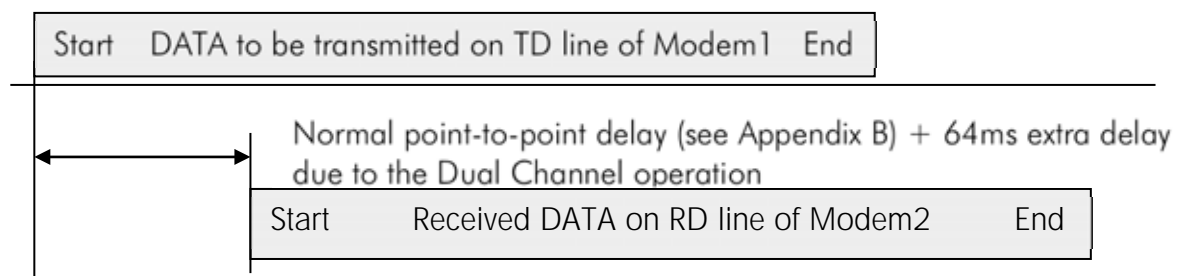 Start DATA to be transmitted on TD line of Modem1 End
Normal point-to-point delay (see Appendix B) + 64ms extra delay
due to the Dual Channel operation
Start Received DATA on RD line of Modem2 End